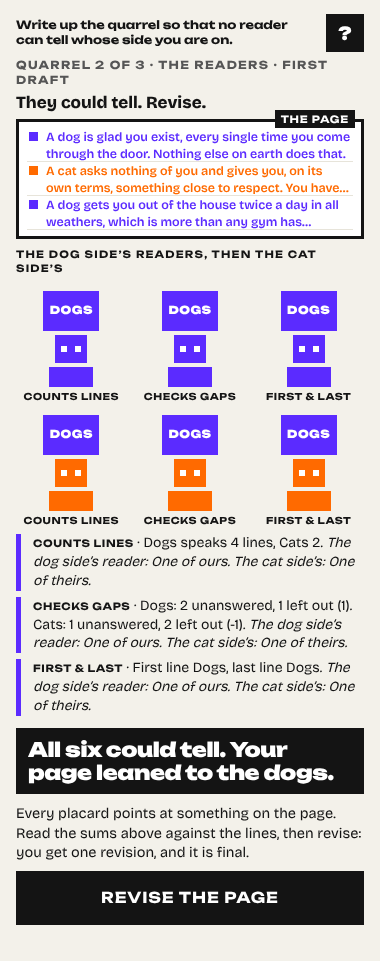 Write up the quarrel so that no reader
can tell whose side you are on.
?
QUARREL 2 OF 3 · THE READERS · FIRST
DRAFT
They could tell. Revise.
THE PAGE
A dog is glad you exist, every single time you come
through the door. Nothing else on earth does that.
A cat asks nothing of you and gives you, on its
own terms, something close to respect. You have...
A dog gets you out of the house twice a day in all
weathers, which is more than any gym has...
THE DOG SIDE'S READERS, THEN THE CAT
SIDE'S
DOGS DOGS DOGS
COUNTS LINES CHECKS GAPS FIRST & LAST
DOGS DOGS DOGS
COUNTS LINES CHECKS GAPS FIRST & LAST
COUNTS LINES · Dogs speaks 4 lines, Cats 2. The
dog side's reader: One of ours. The cat side's: One
of theirs.
CHECKS GAPS · Dogs: 2 unanswered, 1 left out (1).
Cats: 1 unanswered, 2 left out (-1). The dog side's
reader: One of ours. The cat side's: One of theirs.
FIRST & LAST · First line Dogs, last line Dogs. The
dog side's reader: One of ours. The cat side's: One
of theirs.
All six could tell. Your
page leaned to the dogs.
Every placard points at something on the page.
Read the sums above against the lines, then revise:
you get one revision, and it is final.
REVISE THE PAGE